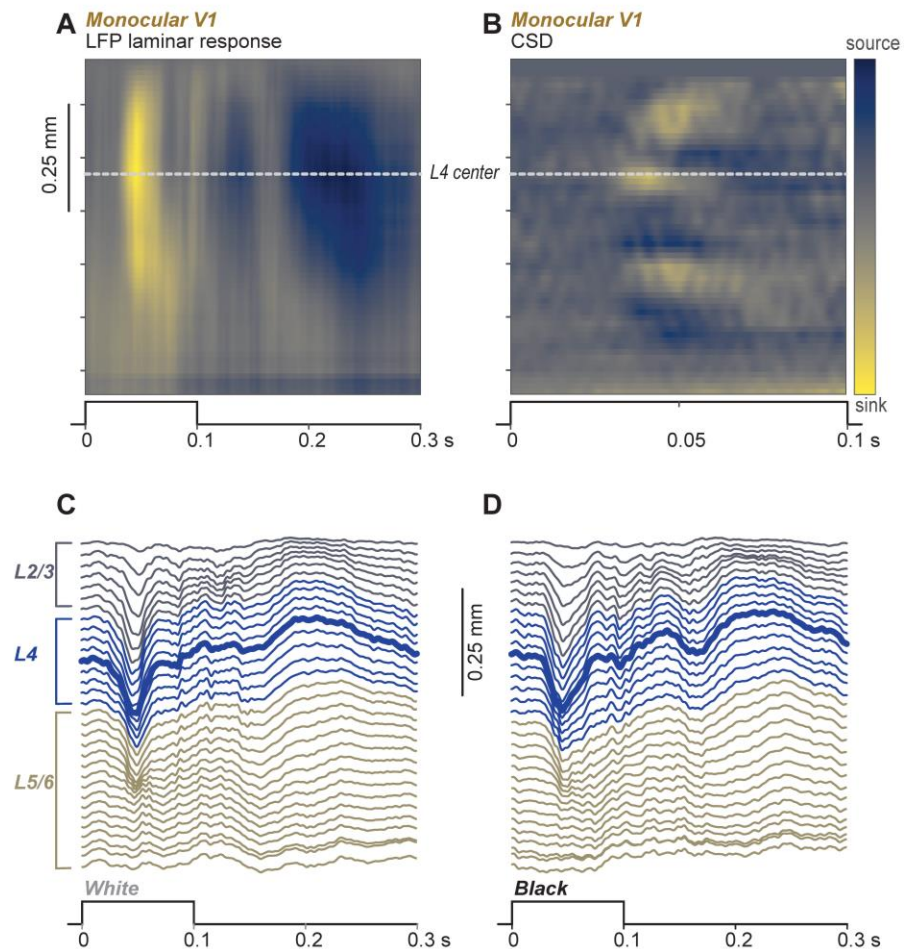 A Monocular V1
LFP laminar response
0.25 mm
L4 center
0 0.1 0.2 0.3 s
B Monocular V1
CSD
source
sink
0 0.05 0.1 s
C
L2/3
L4
L5/6
White
0 0.1 0.2 0.3 s
D
0.25 mm
Black
0 0.1 0.2 0.3 s